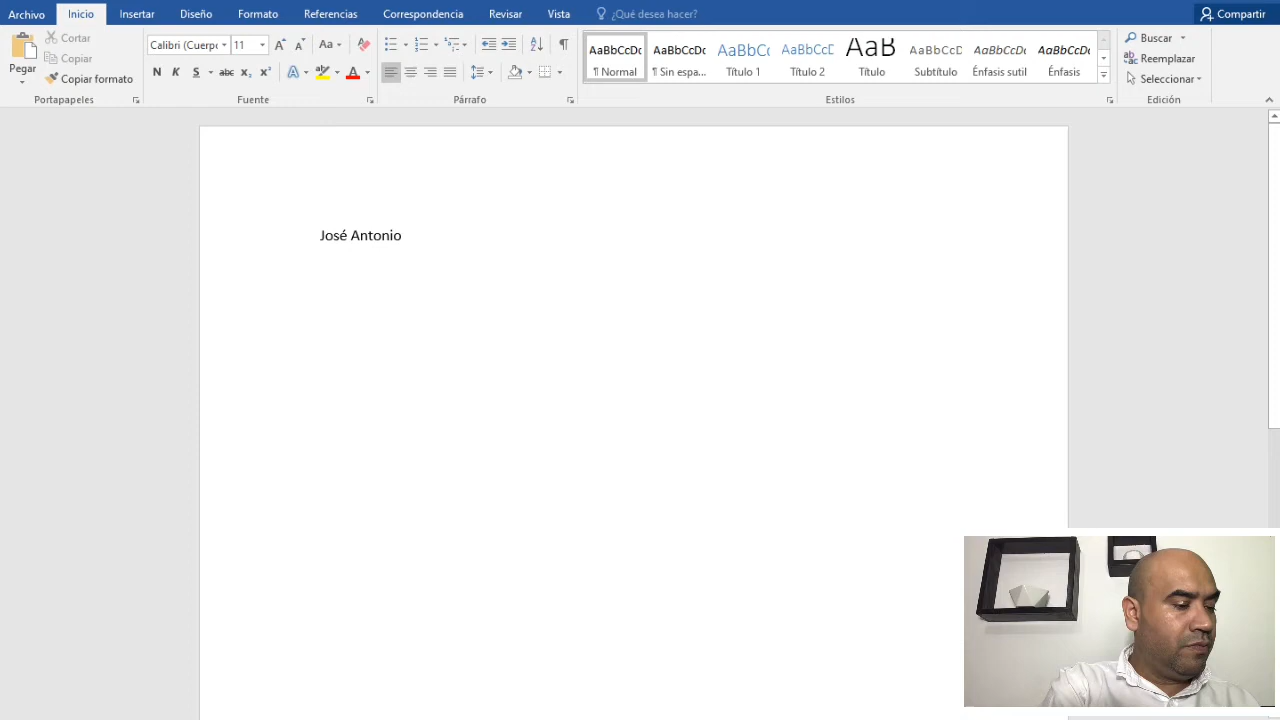 Archivo Inicio Insertar Diseño Formato Referencias Correspondencia Revisar Vista ¿Qué desea hacer? Compartir
Pegar
Cortar
Copiar
Copiar formato
Portapapeles
Calibri (Cuerpo 11
Aa
N K S abc x₂ x² A A
Fuente
Párrafo
AaBbCcDc AaBbCcDc AaBbCc AaBbCcD AaB AaBbCcD AaBbCcDc AaBbCcDc
¶ Normal ¶ Sin espa... Título 1 Título 2 Título Subtítulo Énfasis sutil Énfasis
Estilos
Buscar
Reemplazar
Seleccionar
Edición
José Antonio